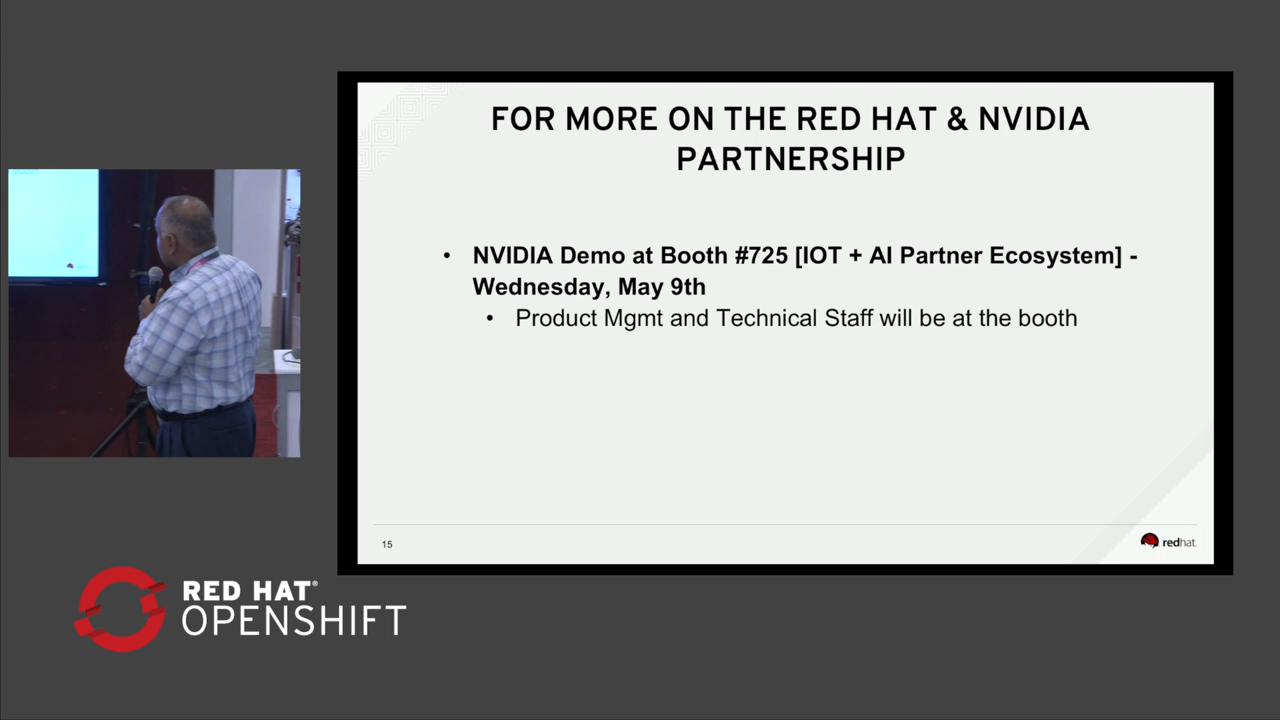 FOR MORE ON THE RED HAT & NVIDIA
PARTNERSHIP
• NVIDIA Demo at Booth #725 [IOT + AI Partner Ecosystem] -
Wednesday, May 9th
• Product Mgmt and Technical Staff will be at the booth
15
redhat.
RED HAT®
OPENSHIFT